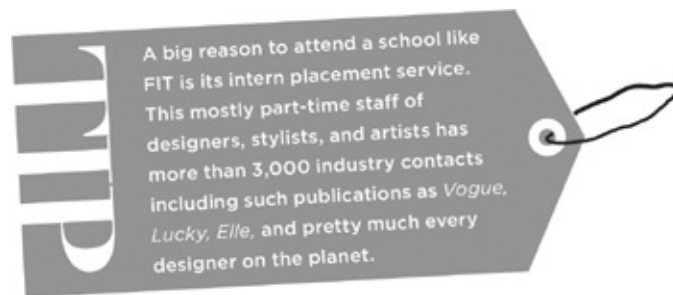 TIP
A big reason to attend a school like
FIT is its intern placement service.
This mostly part-time staff of
designers, stylists, and artists has
more than 3,000 industry contacts
including such publications as Vogue,
Lucky, Elle, and pretty much every
designer on the planet.